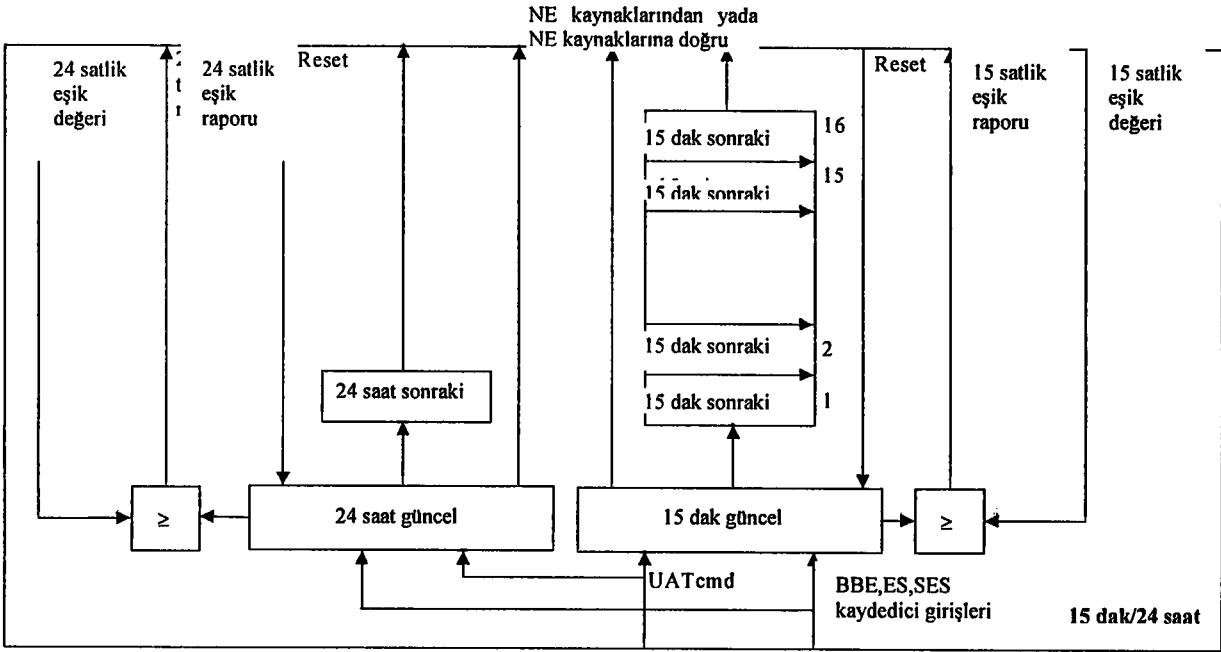 NE kaynaklarından yada
NE kaynaklarına doğru
24 satlik
eşik
değeri
24 satlik
eşik
raporu
Reset
Reset
15 satlik
eşik
raporu
15 satlik
eşik
değeri
15 dak sonraki
16
15 dak sonraki
15
15 dak sonraki
2
15 dak sonraki
1
24 saat sonraki
≥
24 saat güncel
15 dak güncel
≥
UATcmd
BBE,ES,SES
kaydedici girişleri
15 dak/24 saat